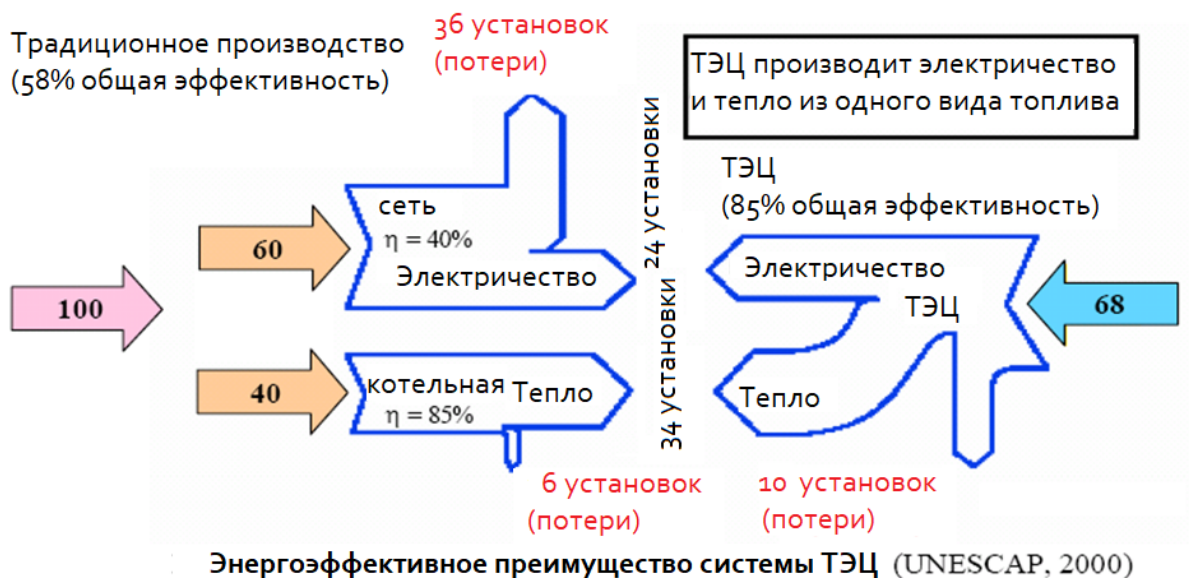 Традиционное производство
(58% общая эффективность)
36 установок
(потери)
ТЭЦ производит электричество
и тепло из одного вида топлива
ТЭЦ
(85% общая эффективность)
100
60
40
сеть
η = 40%
Электричество
котельная
η = 85%
Тепло
24 установки
34 установки
Электричество
ТЭЦ
Тепло
68
6 установок
(потери)
10 установок
(потери)
Энергоэффективное преимущество системы ТЭЦ (UNESCAP, 2000)